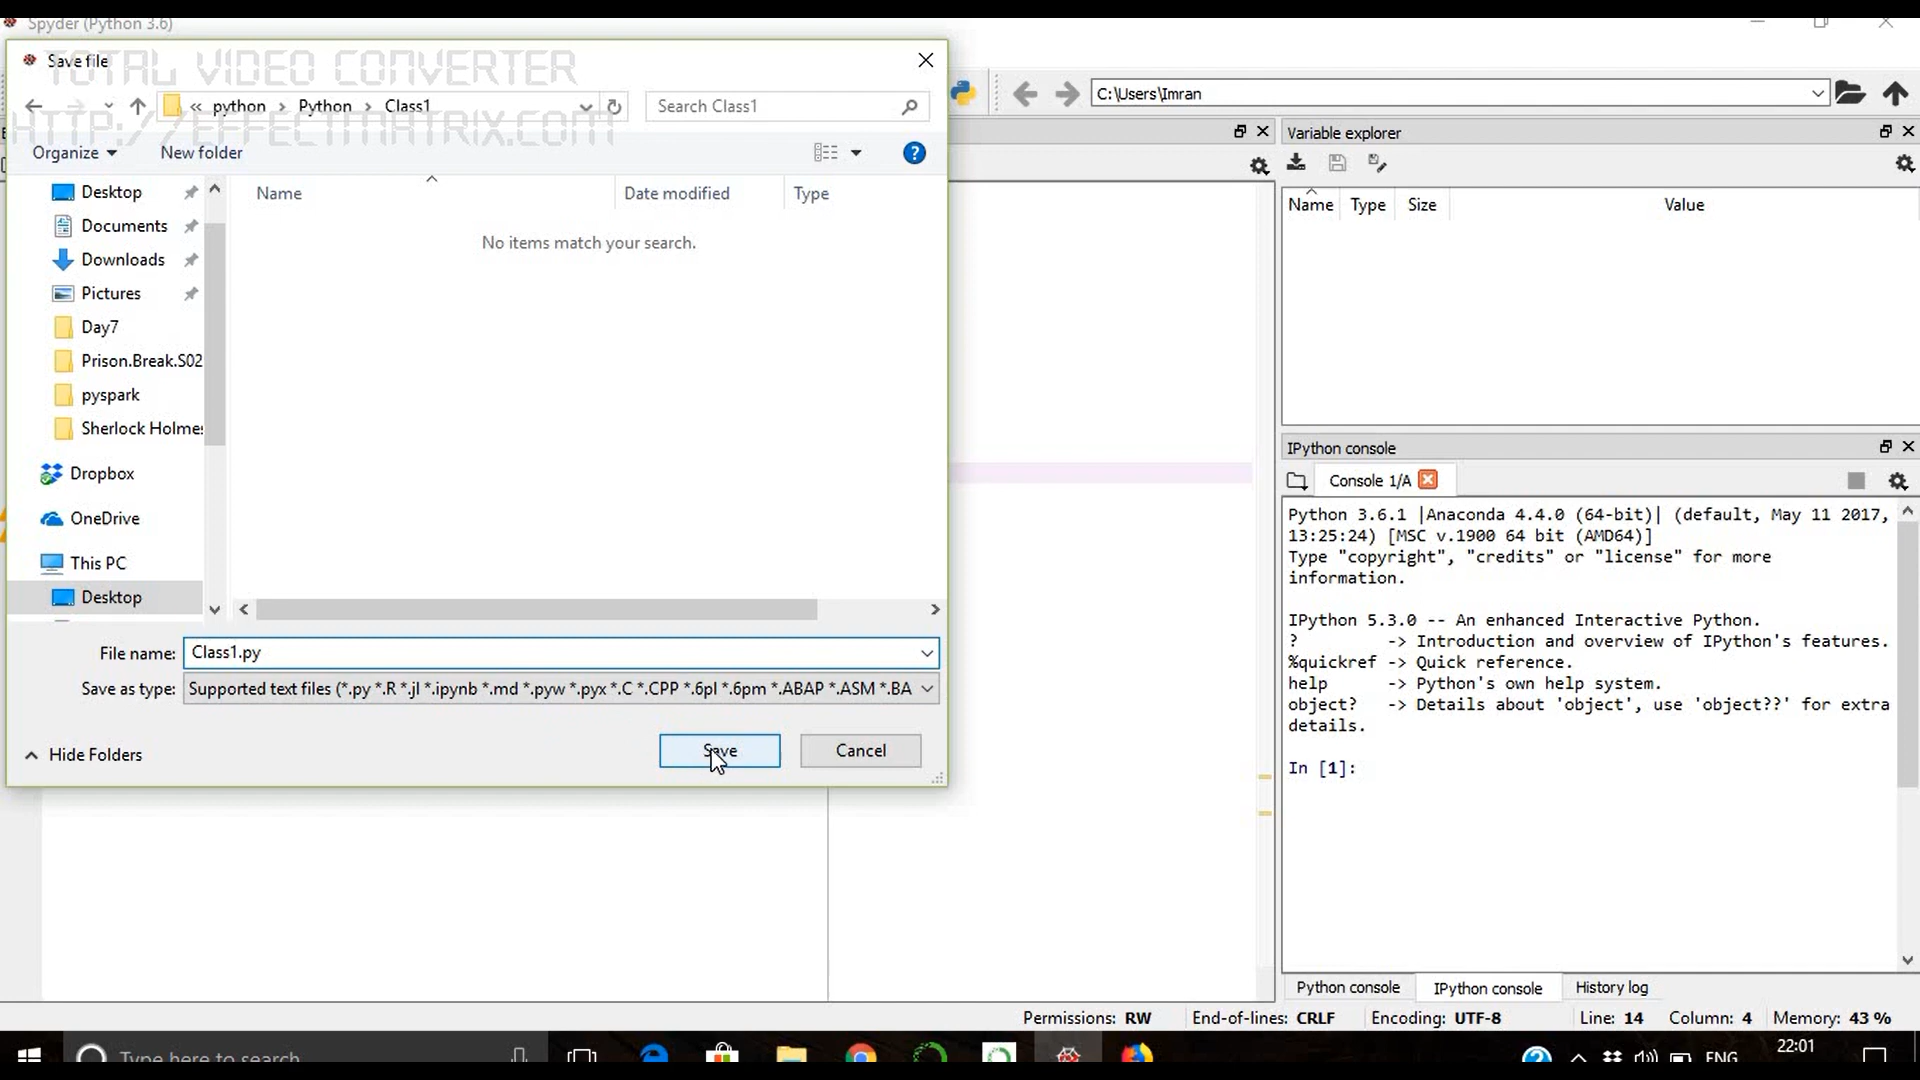 Spyder (Python 3.6)
Save file
TOTAL VIDEO CONVERTER
« python > Python > Class1
Search Class1
HTTP://EFFECTMATRIX.COM
Organize
New folder
?
Name
Date modified
Type
No items match your search.
Desktop
Documents
Downloads
Pictures
Day7
Prison.Break.S02
pyspark
Sherlock Holmes
Dropbox
OneDrive
This PC
Desktop
File name: Class1.py
Save as type: Supported text files (*.py *.R *.jl *.ipynb *.md *.pyw *.pyx *.C *.CPP *.6pl *.6pm *.ABAP *.ASM *.BA
Hide Folders
Save
Cancel
C:\Users\Imran
Variable explorer
Name Type Size Value
IPython console
Console 1/A
Python 3.6.1 |Anaconda 4.4.0 (64-bit)| (default, May 11 2017,
13:25:24) [MSC v.1900 64 bit (AMD64)]
Type "copyright", "credits" or "license" for more
information.
IPython 5.3.0 -- An enhanced Interactive Python.
? -> Introduction and overview of IPython's features.
%quickref -> Quick reference.
help -> Python's own help system.
object? -> Details about 'object', use 'object??' for extra
details.
In [1]:
Python console
IPython console
History log
Permissions: RW
End-of-lines: CRLF
Encoding: UTF-8
Line: 14
Column: 4
Memory: 43 %
Type here to search
ENG
22:01